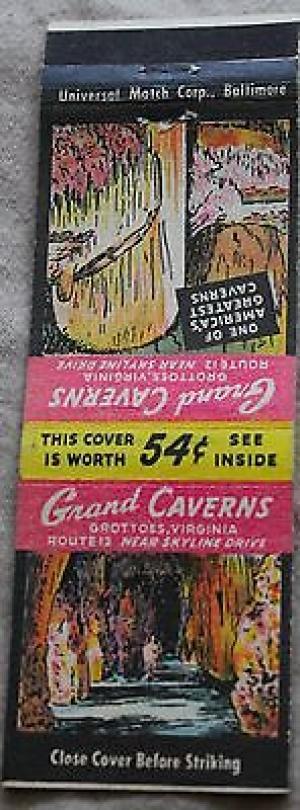 Universal Match Corp., Baltimore
ONE OF
AMERICA'S
GREATEST
CAVERNS
Grand CAVERNS
GROTTOES, VIRGINIA
ROUTE 12 NEAR SKYLINE DRIVE
THIS COVER IS WORTH 54¢ SEE INSIDE
Grand CAVERNS
GROTTOES, VIRGINIA
ROUTE 12 NEAR SKYLINE DRIVE
Close Cover Before Striking